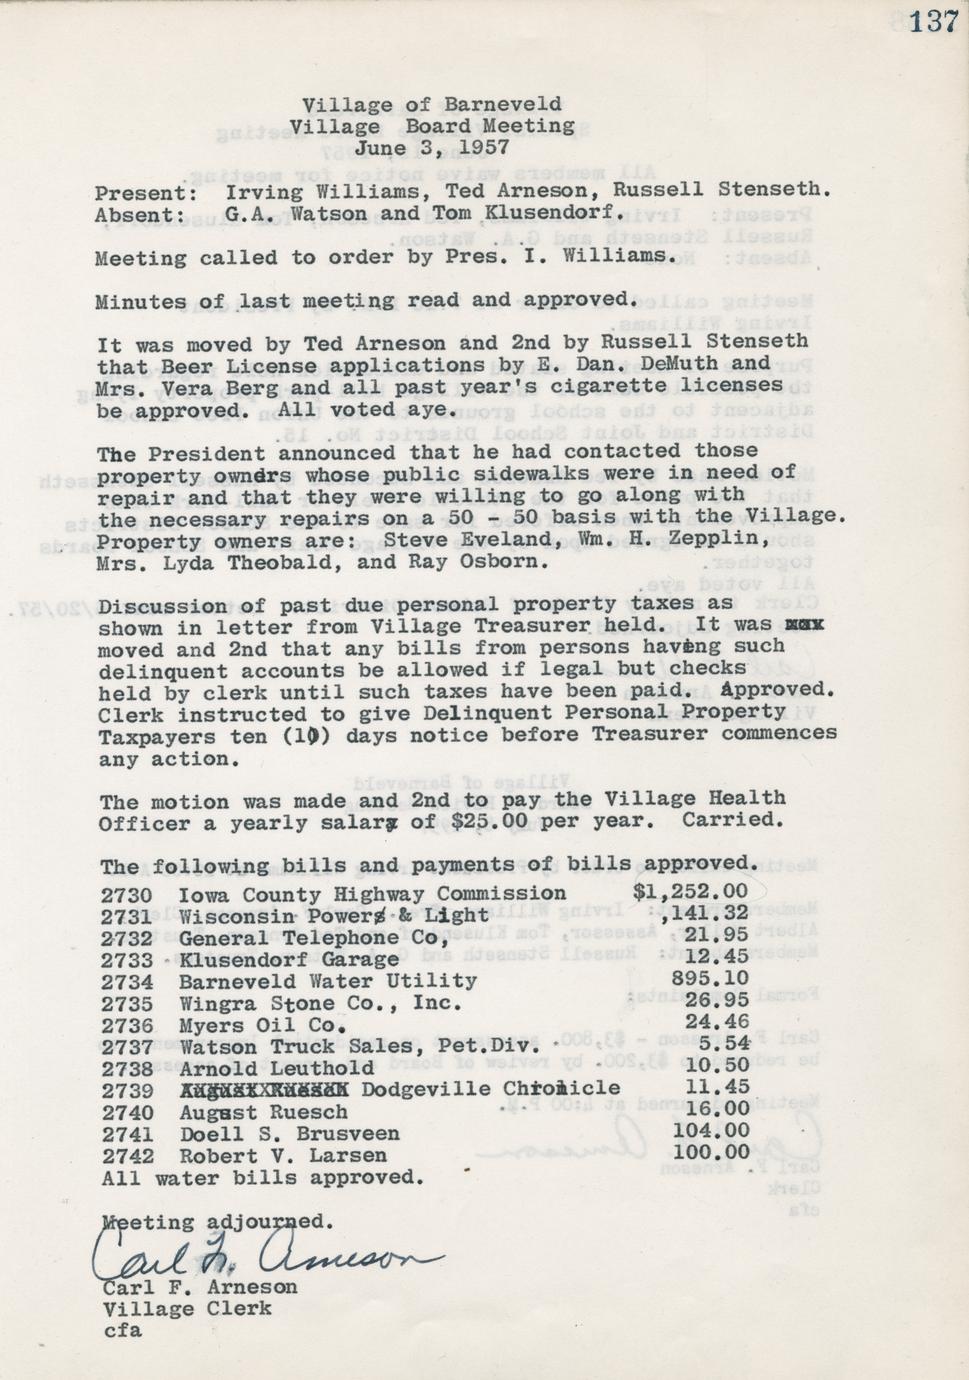 137
Village of Barneveld
Village Board Meeting
June 3, 1957
Present: Irving Williams, Ted Arneson, Russell Stenseth.
Absent: G.A. Watson and Tom Klusendorf.
Meeting called to order by Pres. I. Williams.
Minutes of last meeting read and approved.
It was moved by Ted Arneson and 2nd by Russell Stenseth
that Beer License applications by E. Dan. DeMuth and
Mrs. Vera Berg and all past year's cigarette licenses
be approved. All voted aye.
The President announced that he had contacted those
property owners whose public sidewalks were in need of
repair and that they were willing to go along with
the necessary repairs on a 50 - 50 basis with the Village.
Property owners are: Steve Eveland, Wm. H. Zepplin,
Mrs. Lyda Theobald, and Ray Osborn.
Discussion of past due personal property taxes as
shown in letter from Village Treasurer held. It was xxx
moved and 2nd that any bills from persons having such
delinquent accounts be allowed if legal but checks
held by clerk until such taxes have been paid. Approved.
Clerk instructed to give Delinquent Personal Property
Taxpayers ten (10) days notice before Treasurer commences
any action.
The motion was made and 2nd to pay the Village Health
Officer a yearly salary of $25.00 per year. Carried.
The following bills and payments of bills approved.
2730 Iowa County Highway Commission $1,252.00
2731 Wisconsin Power & Light ,141.32
2732 General Telephone Co, 21.95
2733 Klusendorf Garage 12.45
2734 Barneveld Water Utility 895.10
2735 Wingra Stone Co., Inc. 26.95
2736 Myers Oil Co. 24.46
2737 Watson Truck Sales, Pet.Div. 5.54
2738 Arnold Leuthold 10.50
2739 Dodgeville Chronicle 11.45
2740 August Ruesch 16.00
2741 Doell S. Brusveen 104.00
2742 Robert V. Larsen 100.00
All water bills approved.
Meeting adjourned.
Carl F. Arneson
Carl F. Arneson
Village Clerk
cfa